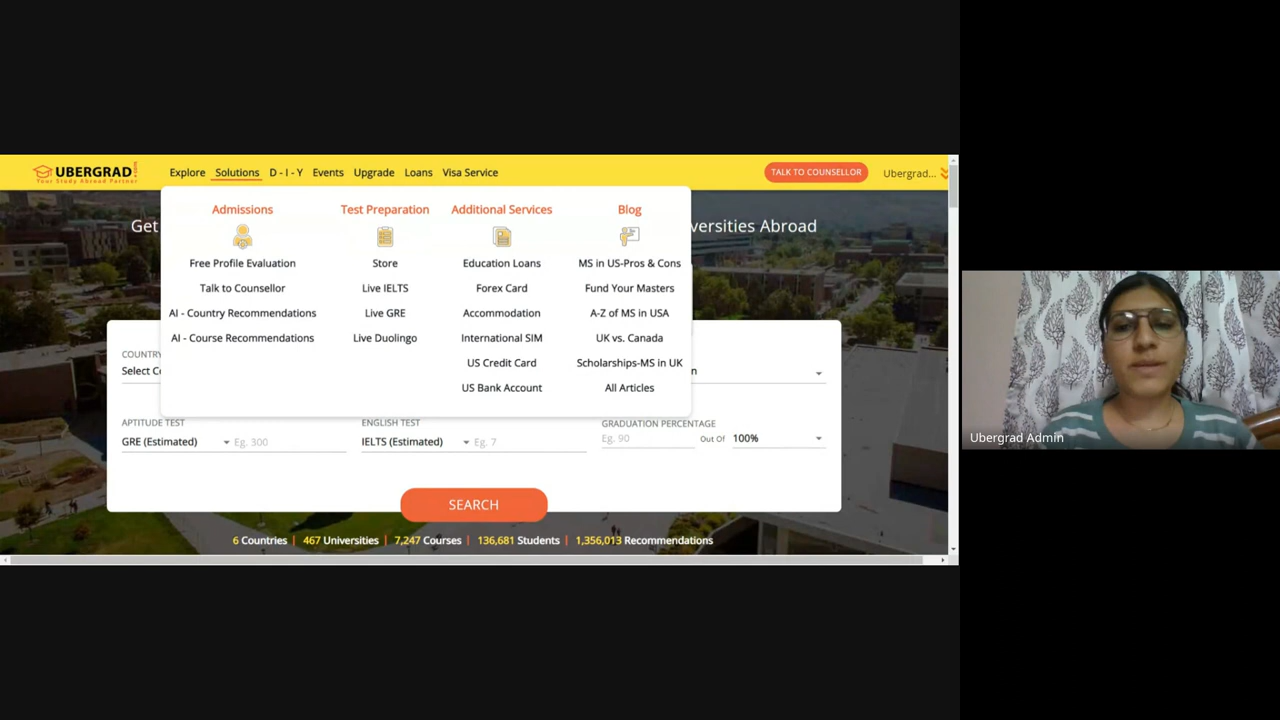 UBERGRAD.COM
Your Study Abroad Partner
Explore Solutions D - I - Y Events Upgrade Loans Visa Service
TALK TO COUNSELLOR
Ubergrad...
Admissions
Free Profile Evaluation
Talk to Counsellor
AI - Country Recommendations
AI - Course Recommendations
Test Preparation
Store
Live IELTS
Live GRE
Live Duolingo
Additional Services
Education Loans
Forex Card
Accommodation
International SIM
US Credit Card
US Bank Account
Blog
MS in US-Pros & Cons
Fund Your Masters
A-Z of MS in USA
UK vs. Canada
Scholarships-MS in UK
All Articles
Get
versities Abroad
COUNTRY
Select Co
n
APTITUDE TEST
GRE (Estimated) Eg. 300
ENGLISH TEST
IELTS (Estimated) Eg. 7
GRADUATION PERCENTAGE
Eg. 90 Out Of 100%
SEARCH
6 Countries | 467 Universities | 7,247 Courses | 136,681 Students | 1,356,013 Recommendations
Ubergrad Admin